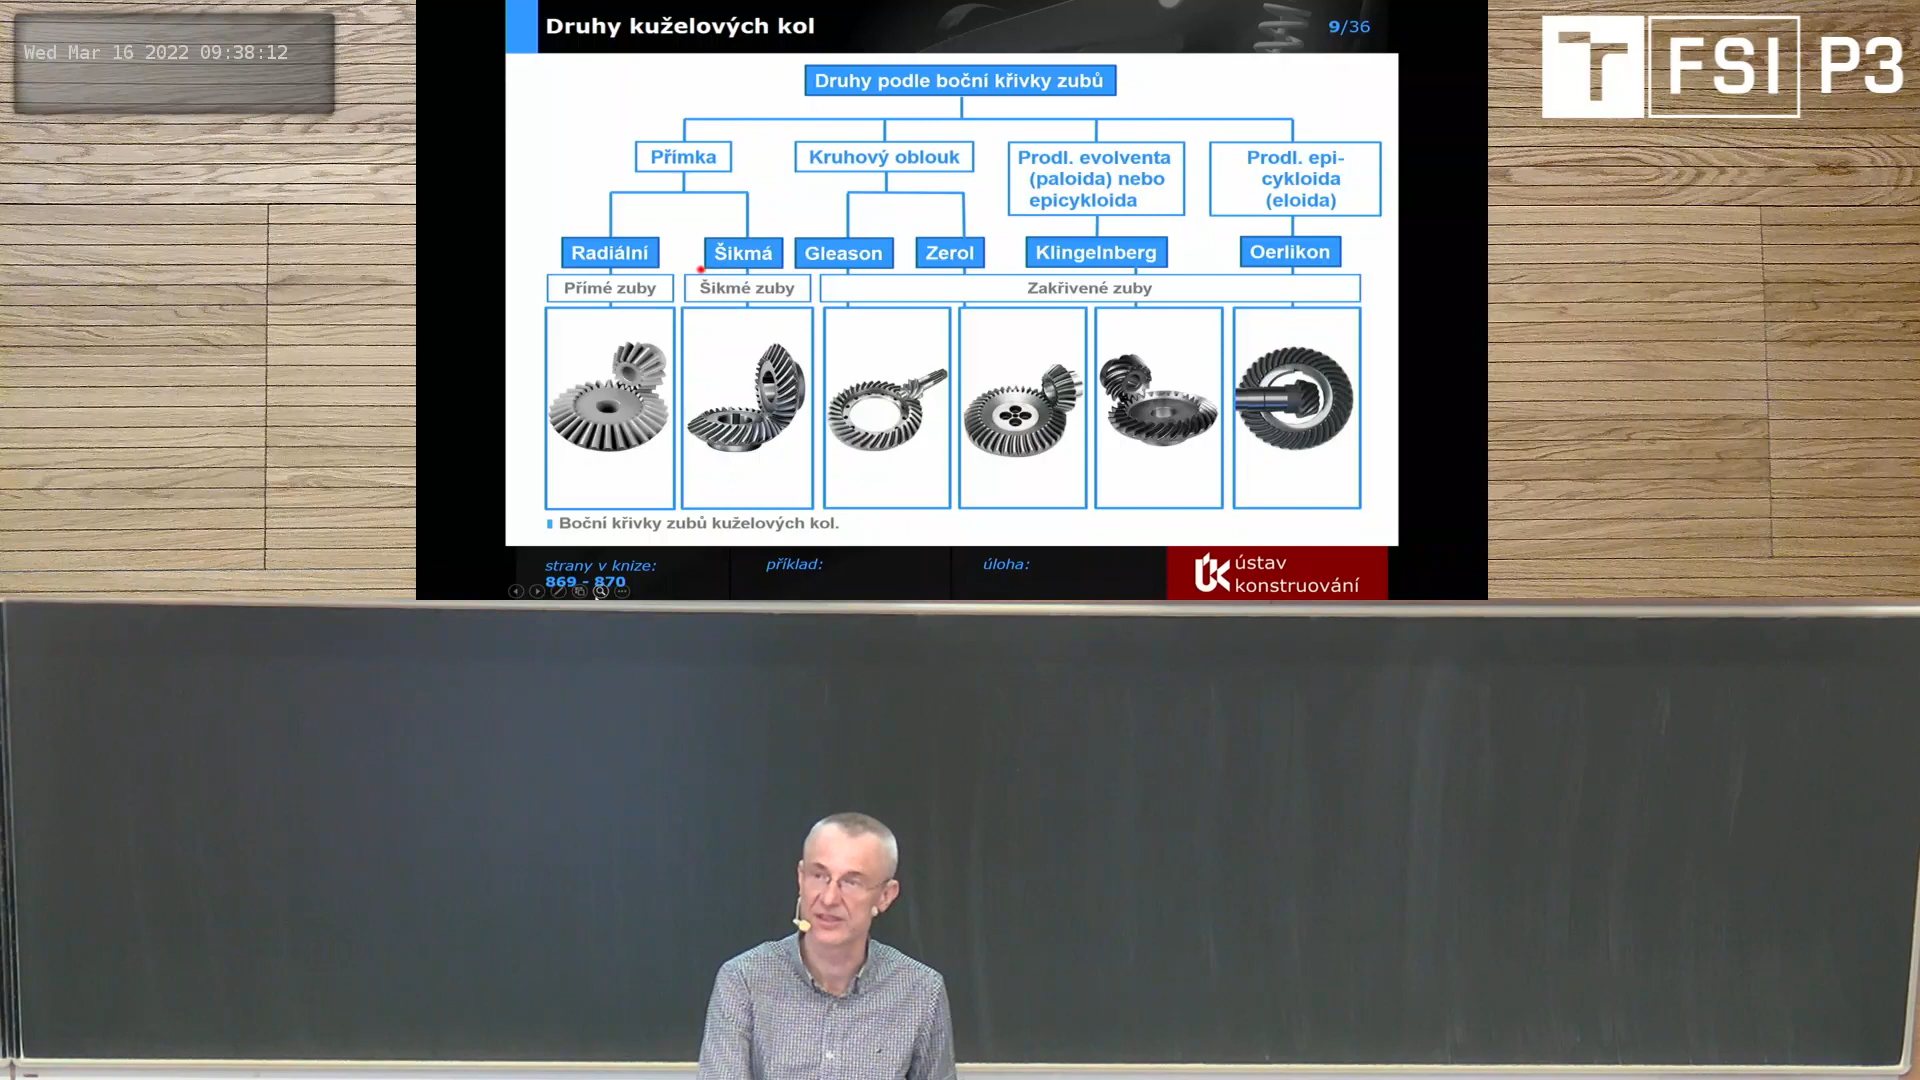 Wed Mar 16 2022 09:38:12
Druhy kuželových kol
9/36
FSI P3
Druhy podle boční křivky zubů
Přímka
Kruhový oblouk
Prodl. evolventa
(paloida) nebo
epicykloida
Prodl. epi-
cykloida
(eloida)
Radiální
Šikmá
Gleason
Zerol
Klingelnberg
Oerlikon
Přímé zuby
Šikmé zuby
Zakřivené zuby
Boční křivky zubů kuželových kol.
strany v knize:
869 - 870
příklad:
úloha:
ústav
konstruování